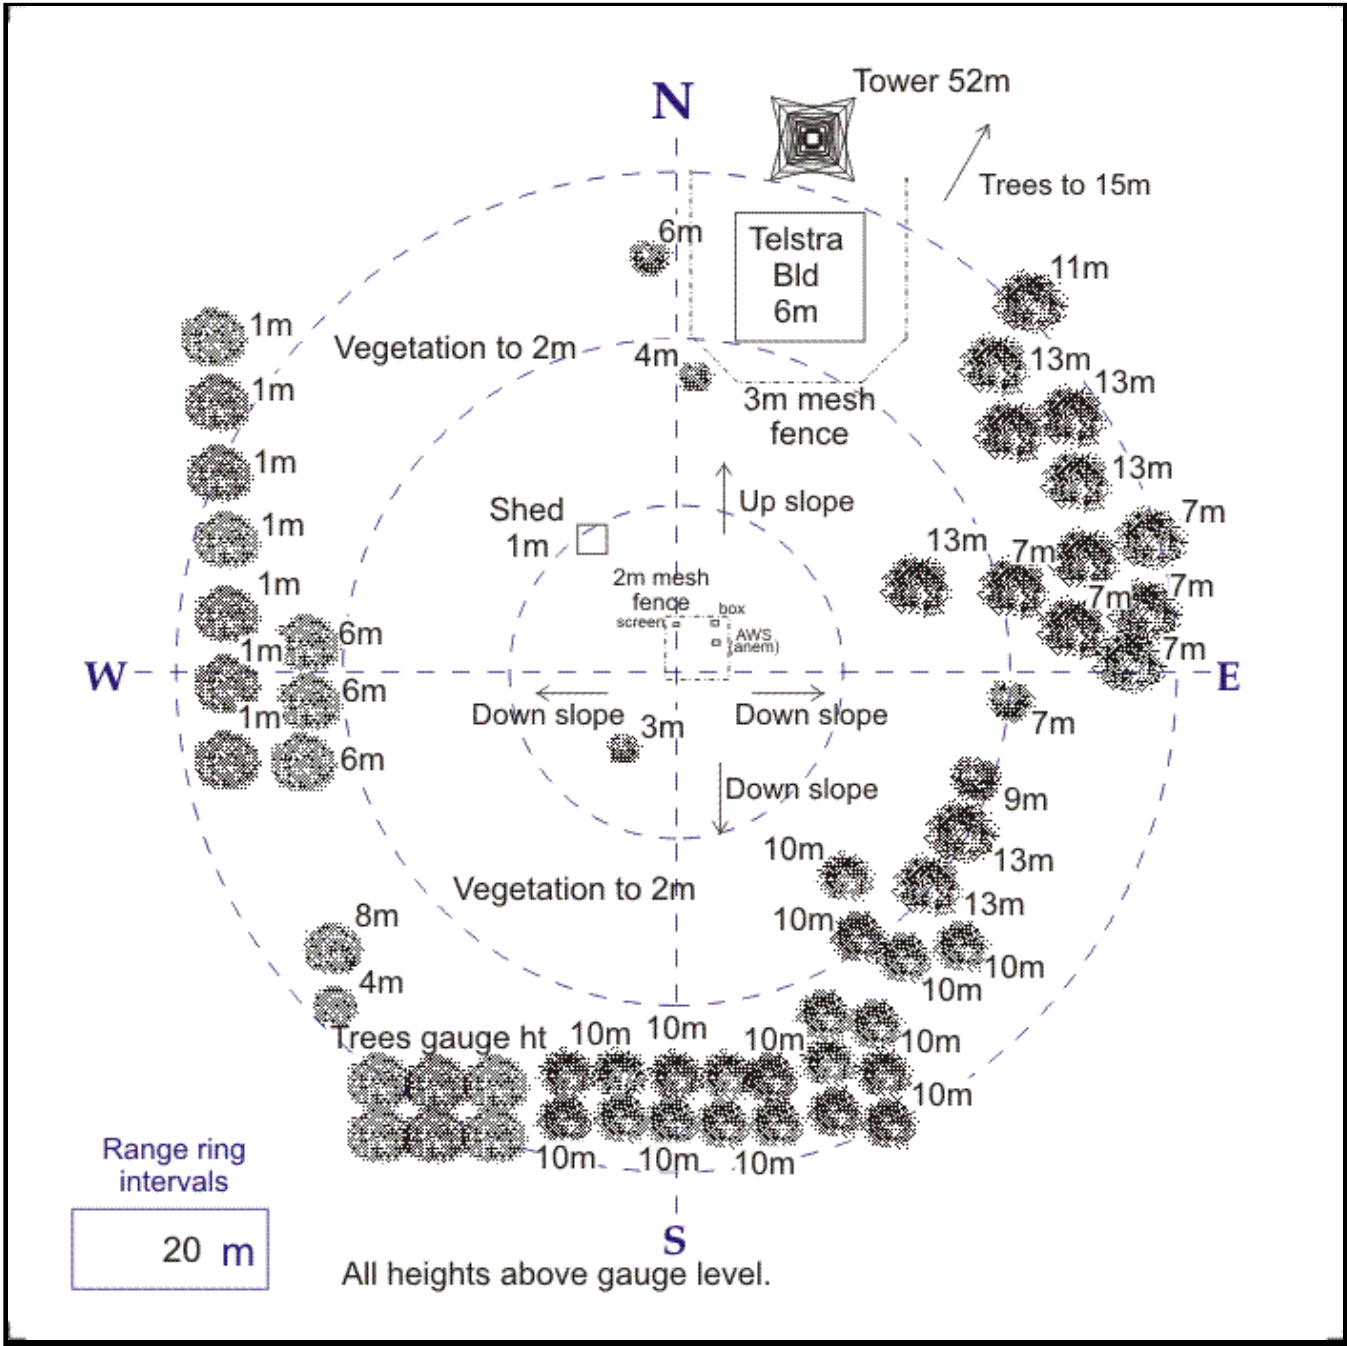 Tower 52m
N
Trees to 15m
6m
Telstra
Bld
6m
11m
1m
Vegetation to 2m
4m
13m
13m
1m
3m mesh
fence
1m
13m
Up slope
Shed
1m
1m
7m
13m
7m
2m mesh
fence
1m
7m
7m
box
screen
AWS
(anem)
6m
1m
7m
W
E
6m
1m
Down slope
Down slope
3m
7m
6m
Down slope
9m
10m
13m
Vegetation to 2m
13m
8m
10m
10m
4m
10m
Trees gauge ht
10m
10m
10m
10m
10m
Range ring
intervals
10m
10m
10m
20 m
S
All heights above gauge level.